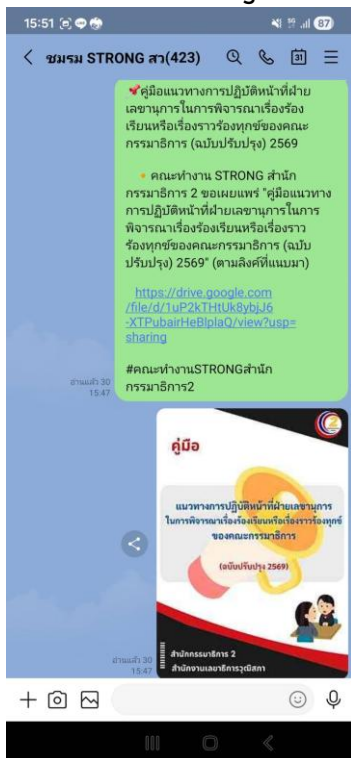 15:51
87
ชมรม STRONG สว(423)
31
📌คู่มือแนวทางการปฏิบัติหน้าที่ฝ่าย
เลขานุการในการพิจารณาเรื่องร้อง
เรียนหรือเรื่องราวร้องทุกข์ของคณะ
กรรมาธิการ (ฉบับปรับปรุง) 2569
🔸คณะทำงาน STRONG สำนัก
กรรมาธิการ 2 ขอเผยแพร่ "คู่มือแนวทาง
การปฏิบัติหน้าที่ฝ่ายเลขานุการในการ
พิจารณาเรื่องร้องเรียนหรือเรื่องราว
ร้องทุกข์ของคณะกรรมาธิการ (ฉบับ
ปรับปรุง) 2569" (ตามลิงค์ที่แนบมา)
https://drive.google.com
/file/d/1uP2kTHtUk8ybjJ6
-XTPubairHeBlplaQ/view?usp=
sharing
#คณะทำงานSTRONGสำนัก
กรรมาธิการ2
อ่านแล้ว 30
15:47
คู่มือ
แนวทางการปฏิบัติหน้าที่ฝ่ายเลขานุการ
ในการพิจารณาเรื่องร้องเรียนหรือเรื่องราวร้องทุกข์
ของคณะกรรมาธิการ
(ฉบับปรับปรุง 2569)
สำนักกรรมาธิการ 2
สำนักงานเลขาธิการวุฒิสภา
อ่านแล้ว 30
15:47